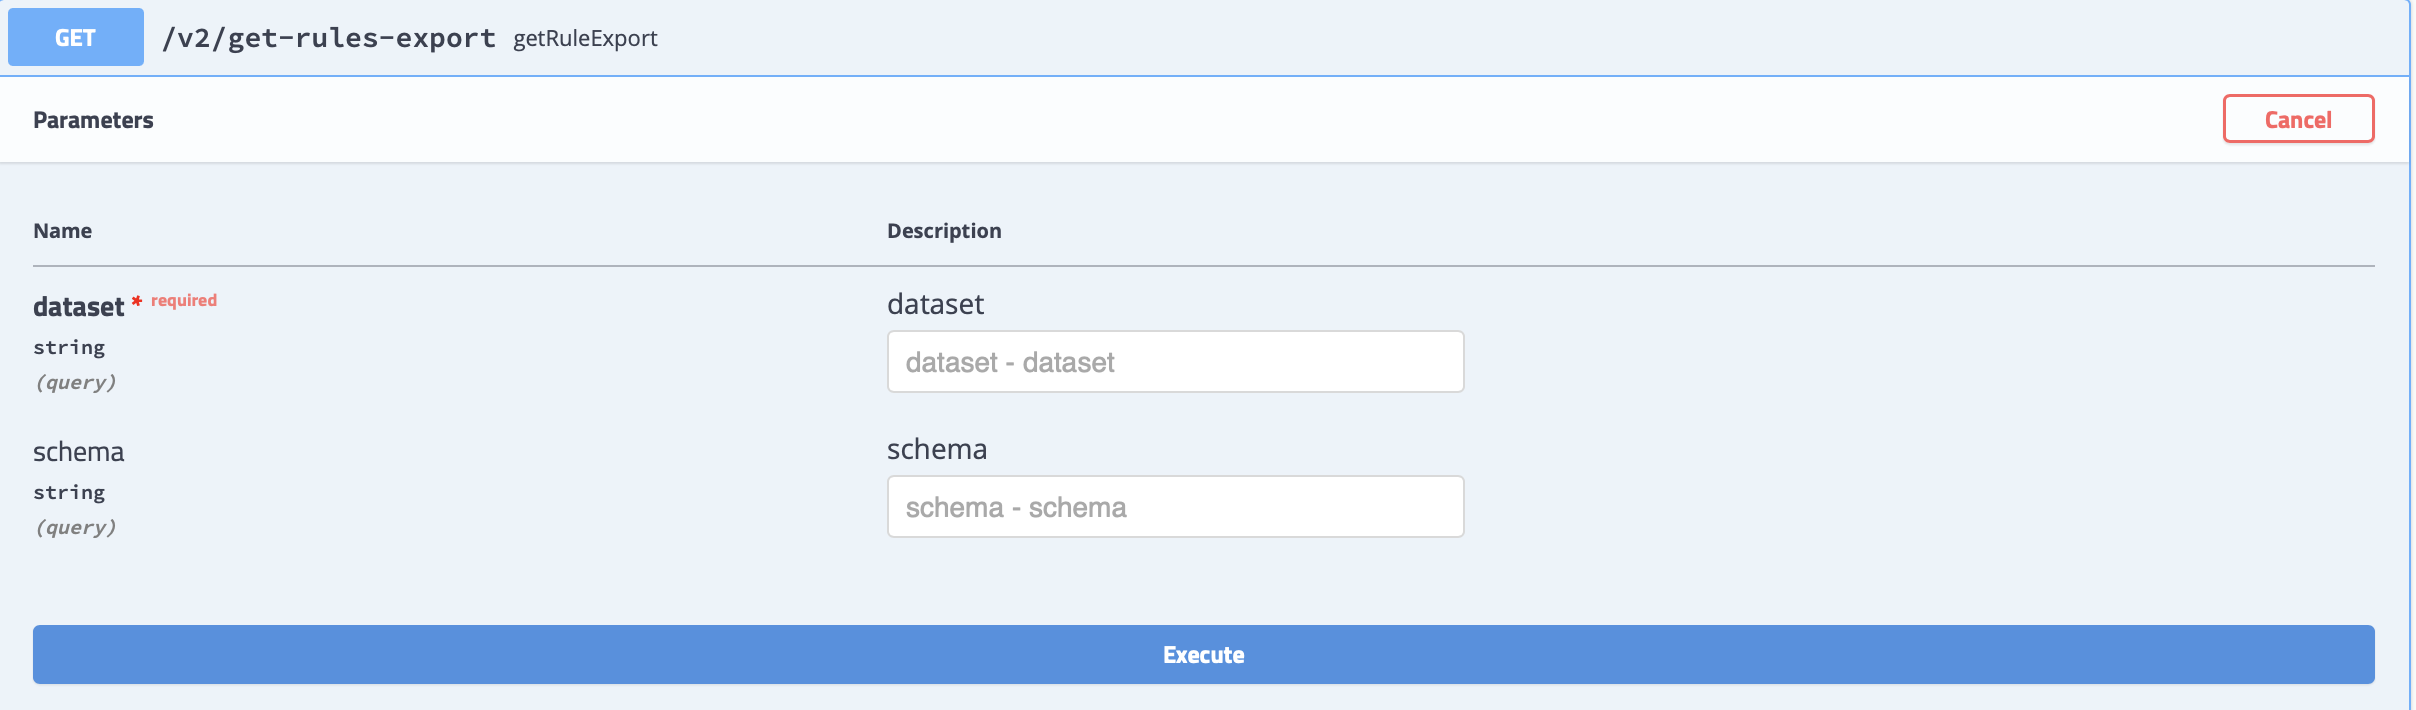 GET /v2/get-rules-export getRuleExport
Parameters
Cancel
Name Description
dataset * required
string
(query)
dataset
dataset - dataset
schema
string
(query)
schema
schema - schema
Execute